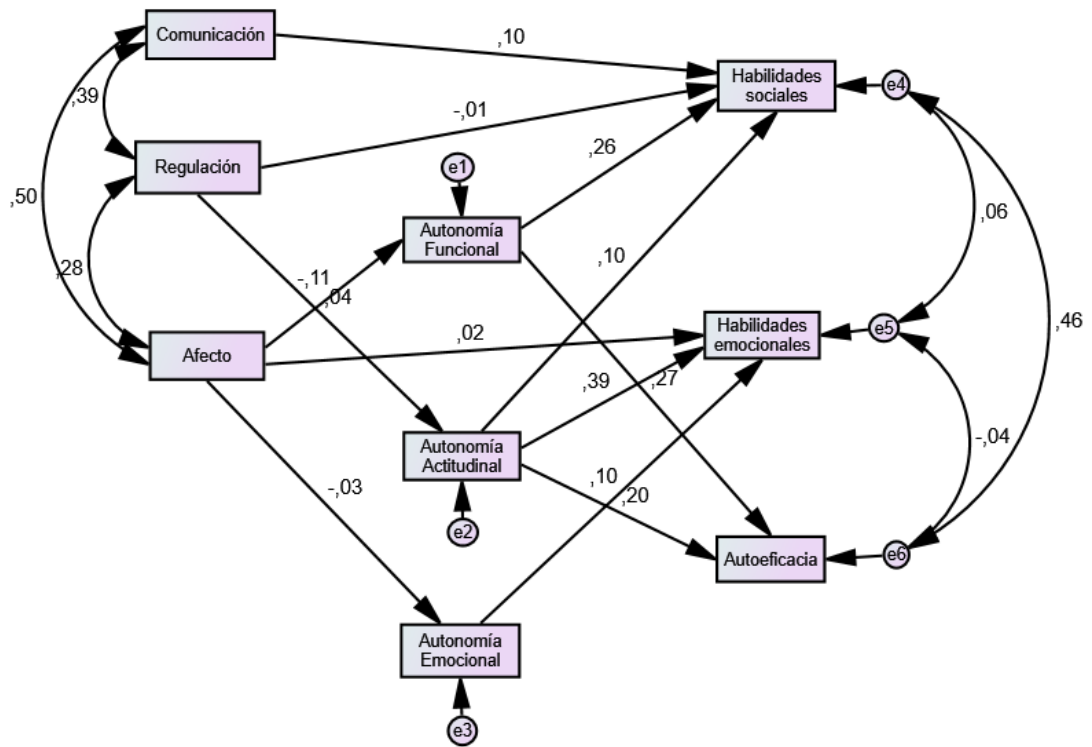 Comunicación
,10
Habilidades
sociales
e4
,39
-,01
Regulación
e1
,26
,50
Autonomía
Funcional
,06
,28
-,11
,04
,10
Afecto
,02
Habilidades
emocionales
e5
,46
,39
,27
Autonomía
Actitudinal
-,04
-,03
,10
,20
e2
Autoeficacia
e6
Autonomía
Emocional
e3